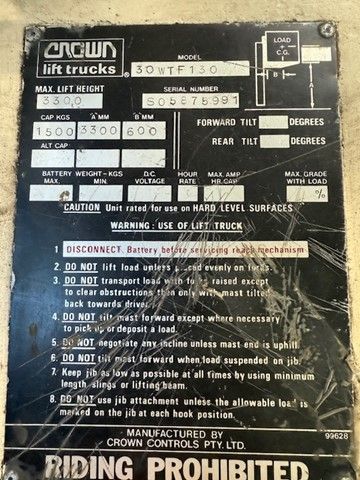 CROWN
lift trucks ®
MODEL
30WTF130
LOAD
+
C.G.
B
A
MAX. LIFT HEIGHT
3300
SERIAL NUMBER
S05875991
CAP KGS A MM B MM
1500 3300 600
ALT CAP
FORWARD TILT DEGREES
REAR TILT DEGREES
BATTERY WEIGHT-KGS D.C. HOUR MAX. AMP MAX. GRADE
MAX. MIN. VOLTAGE RATE HR. CAP WITH LOAD
%
CAUTION Unit rated for use on HARD LEVEL SURFACES
WARNING: USE OF LIFT TRUCK
1 DISCONNECT. Battery before servicing reach mechanism
2. DO NOT lift load unless placed evenly on forks.
3. DO NOT transport load with forks raised except
to clear obstructions then only with mast tilted
back towards driver.
4. DO NOT tilt mast forward except where necessary
to pick up or deposit a load.
5. DO NOT negotiate any incline unless mast end is uphill.
6. DO NOT tilt mast forward when load suspended on jib.
7. Keep jib as low as possible at all times by using minimum
length slings or lifting beam.
8. DO NOT use jib attachment unless the allowable load is
marked on the jib at each hook position.
MANUFACTURED BY
CROWN CONTROLS PTY. LTD.
99628
RIDING PROHIBITED